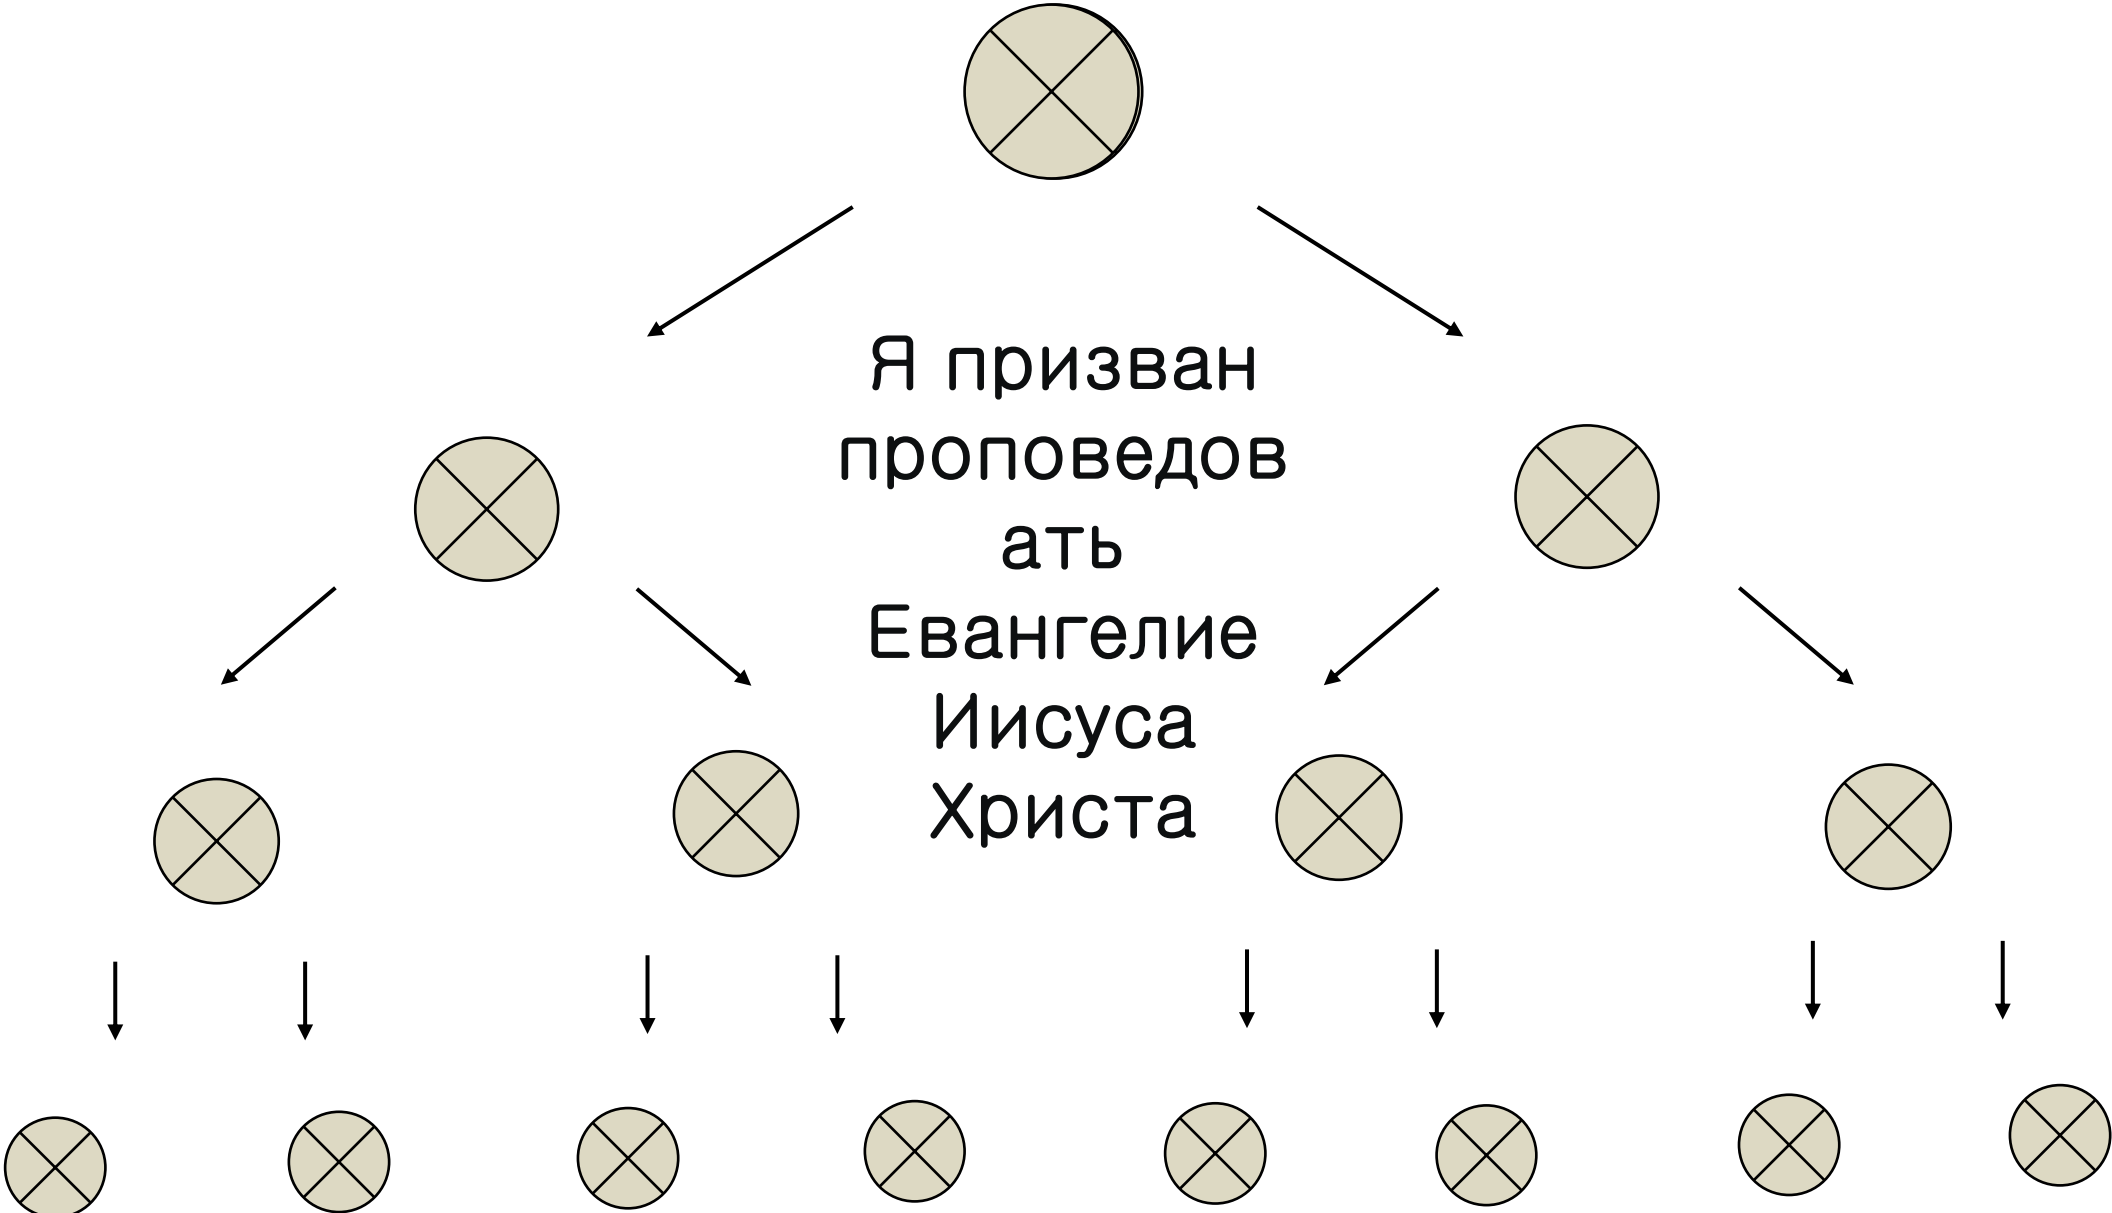 Я призван
проповедов
ать
Евангелие
Иисуса
Христа